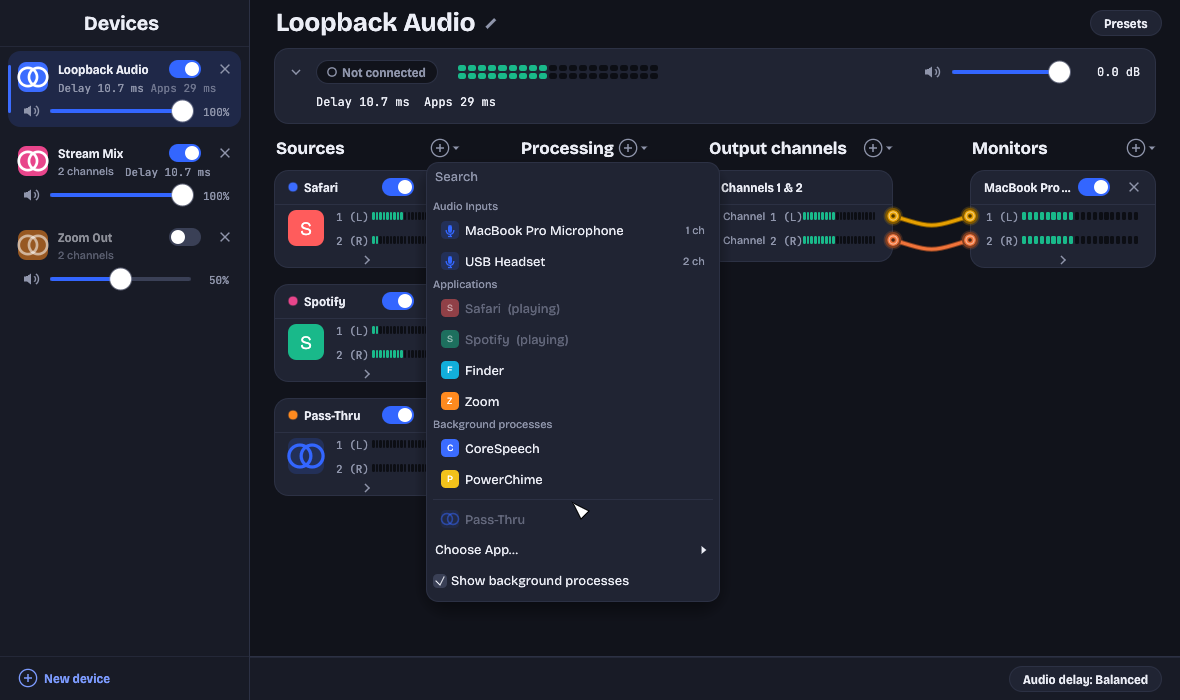 Devices
Loopback Audio
Delay 10.7 ms Apps 29 ms
100%
Stream Mix
2 channels Delay 10.7 ms
100%
Zoom Out
2 channels
50%
New device
Loopback Audio
Presets
Not connected
0.0 dB
Delay 10.7 ms Apps 29 ms
Sources
Processing
Output channels
Monitors
Safari
S
1 (L)
2 (R)
Spotify
S
1 (L)
2 (R)
Pass-Thru
1 (L)
2 (R)
Search
Audio Inputs
MacBook Pro Microphone 1 ch
USB Headset 2 ch
Applications
S Safari (playing)
S Spotify (playing)
F Finder
Z Zoom
Background processes
C CoreSpeech
P PowerChime
Pass-Thru
Choose App...
Show background processes
Channels 1 & 2
Channel 1 (L)
Channel 2 (R)
MacBook Pro...
1 (L)
2 (R)
Audio delay: Balanced